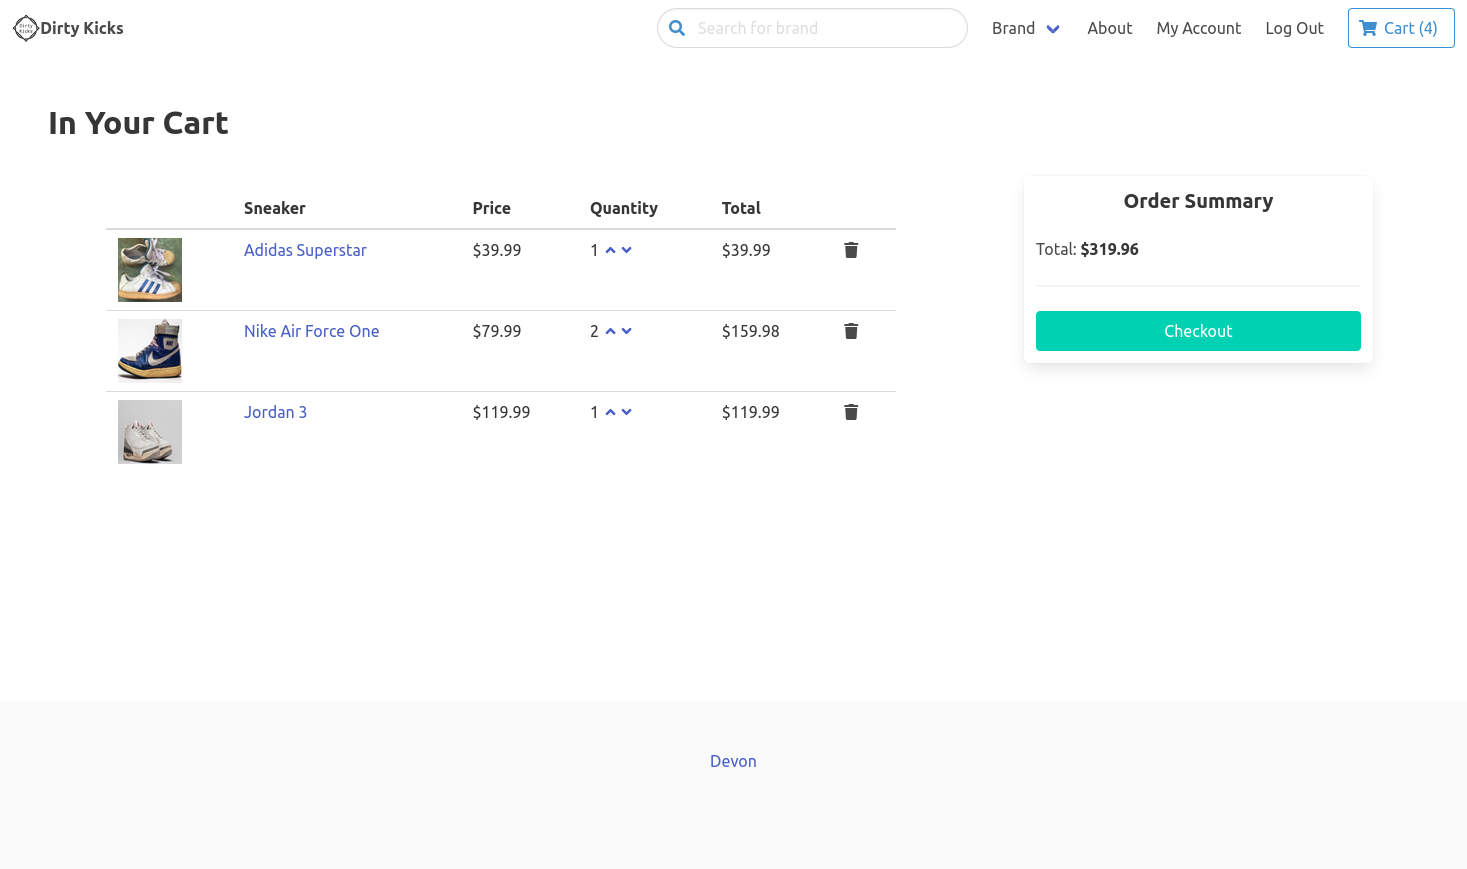 Dirty Kicks
Dirty Kicks
Search for brand
Brand
About
My Account
Log Out
Cart (4)
In Your Cart
Sneaker Price Quantity Total
Adidas Superstar $39.99 1 $39.99
Nike Air Force One $79.99 2 $159.98
Jordan 3 $119.99 1 $119.99
Order Summary
Total: $319.96
Checkout
Devon